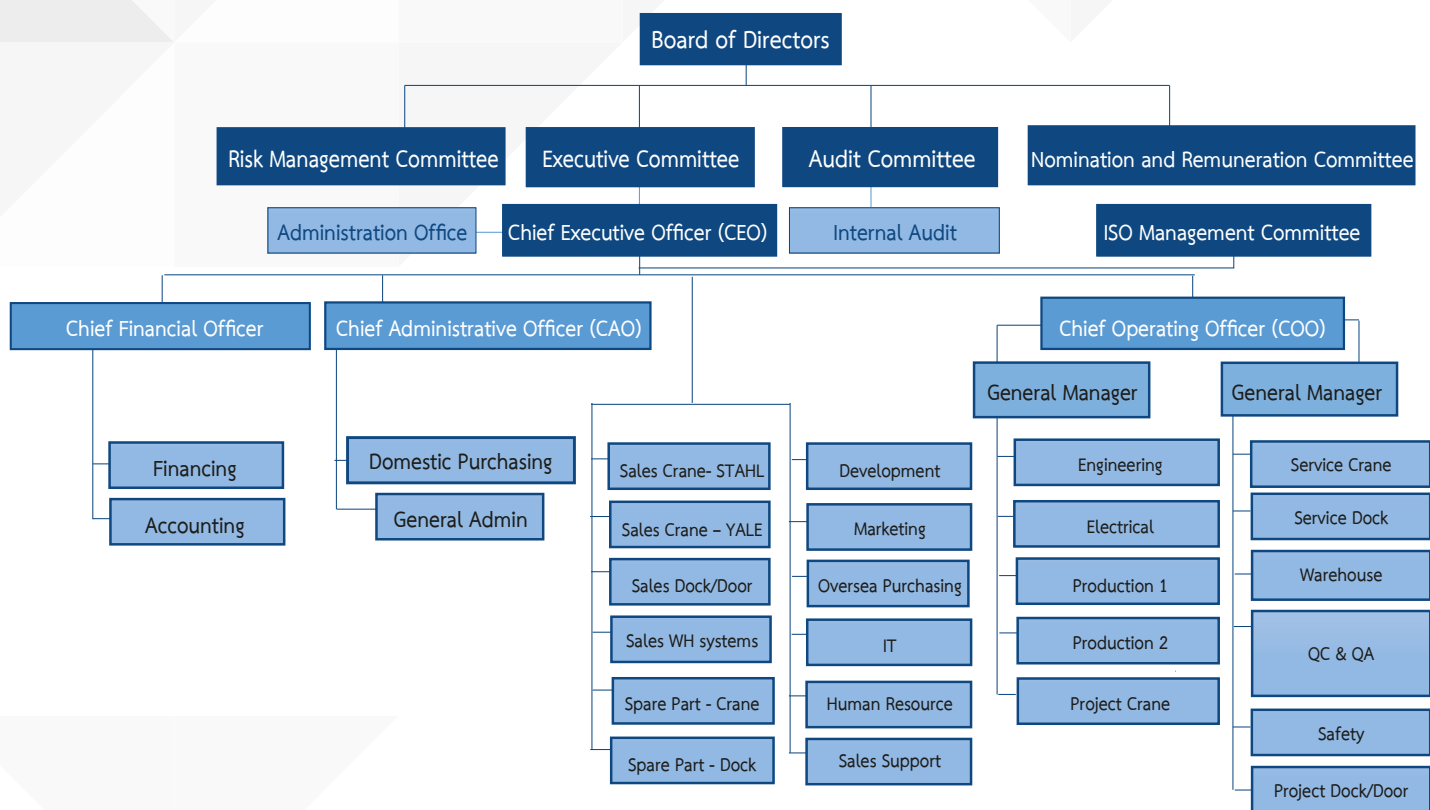 Board of Directors
Risk Management Committee
Executive Committee
Audit Committee
Nomination and Remuneration Committee
Administration Office
Chief Executive Officer (CEO)
Internal Audit
ISO Management Committee
Chief Financial Officer
Chief Administrative Officer (CAO)
Chief Operating Officer (COO)
General Manager
General Manager
Financing
Accounting
Domestic Purchasing
General Admin
Sales Crane- STAHL
Sales Crane – YALE
Sales Dock/Door
Sales WH systems
Spare Part - Crane
Spare Part - Dock
Development
Marketing
Oversea Purchasing
IT
Human Resource
Sales Support
Engineering
Electrical
Production 1
Production 2
Project Crane
Service Crane
Service Dock
Warehouse
QC & QA
Safety
Project Dock/Door